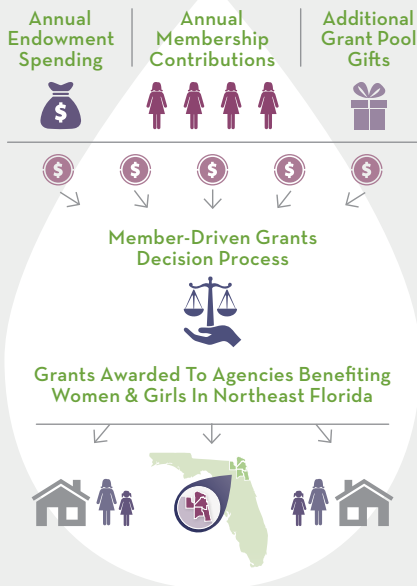 Annual
Endowment
Spending
$
Annual
Membership
Contributions
Additional
Grant Pool
Gifts
$ $ $ $ $
Member-Driven Grants
Decision Process
Grants Awarded To Agencies Benefiting
Women & Girls In Northeast Florida